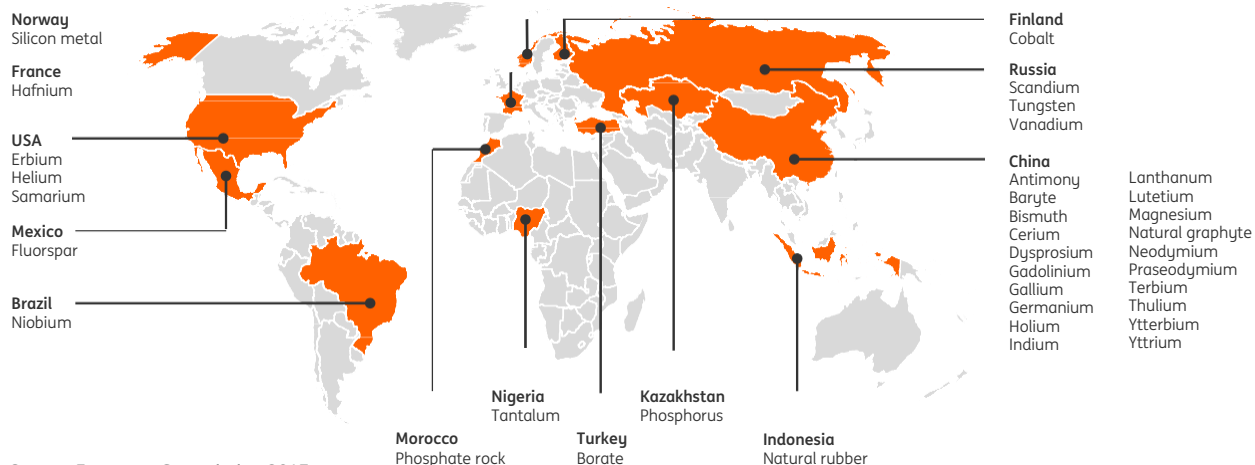 Norway
Silicon metal
France
Hafnium
USA
Erbium
Helium
Samarium
Mexico
Fluorspar
Brazil
Niobium
Morocco
Phosphate rock
Nigeria
Tantalum
Turkey
Borate
Kazakhstan
Phosphorus
Indonesia
Natural rubber
Finland
Cobalt
Russia
Scandium
Tungsten
Vanadium
China
Antimony
Baryte
Bismuth
Cerium
Dysprosium
Gadolinium
Gallium
Germanium
Holium
Indium
Lanthanum
Lutetium
Magnesium
Natural graphyte
Neodymium
Praseodymium
Terbium
Thulium
Ytterbium
Yttrium